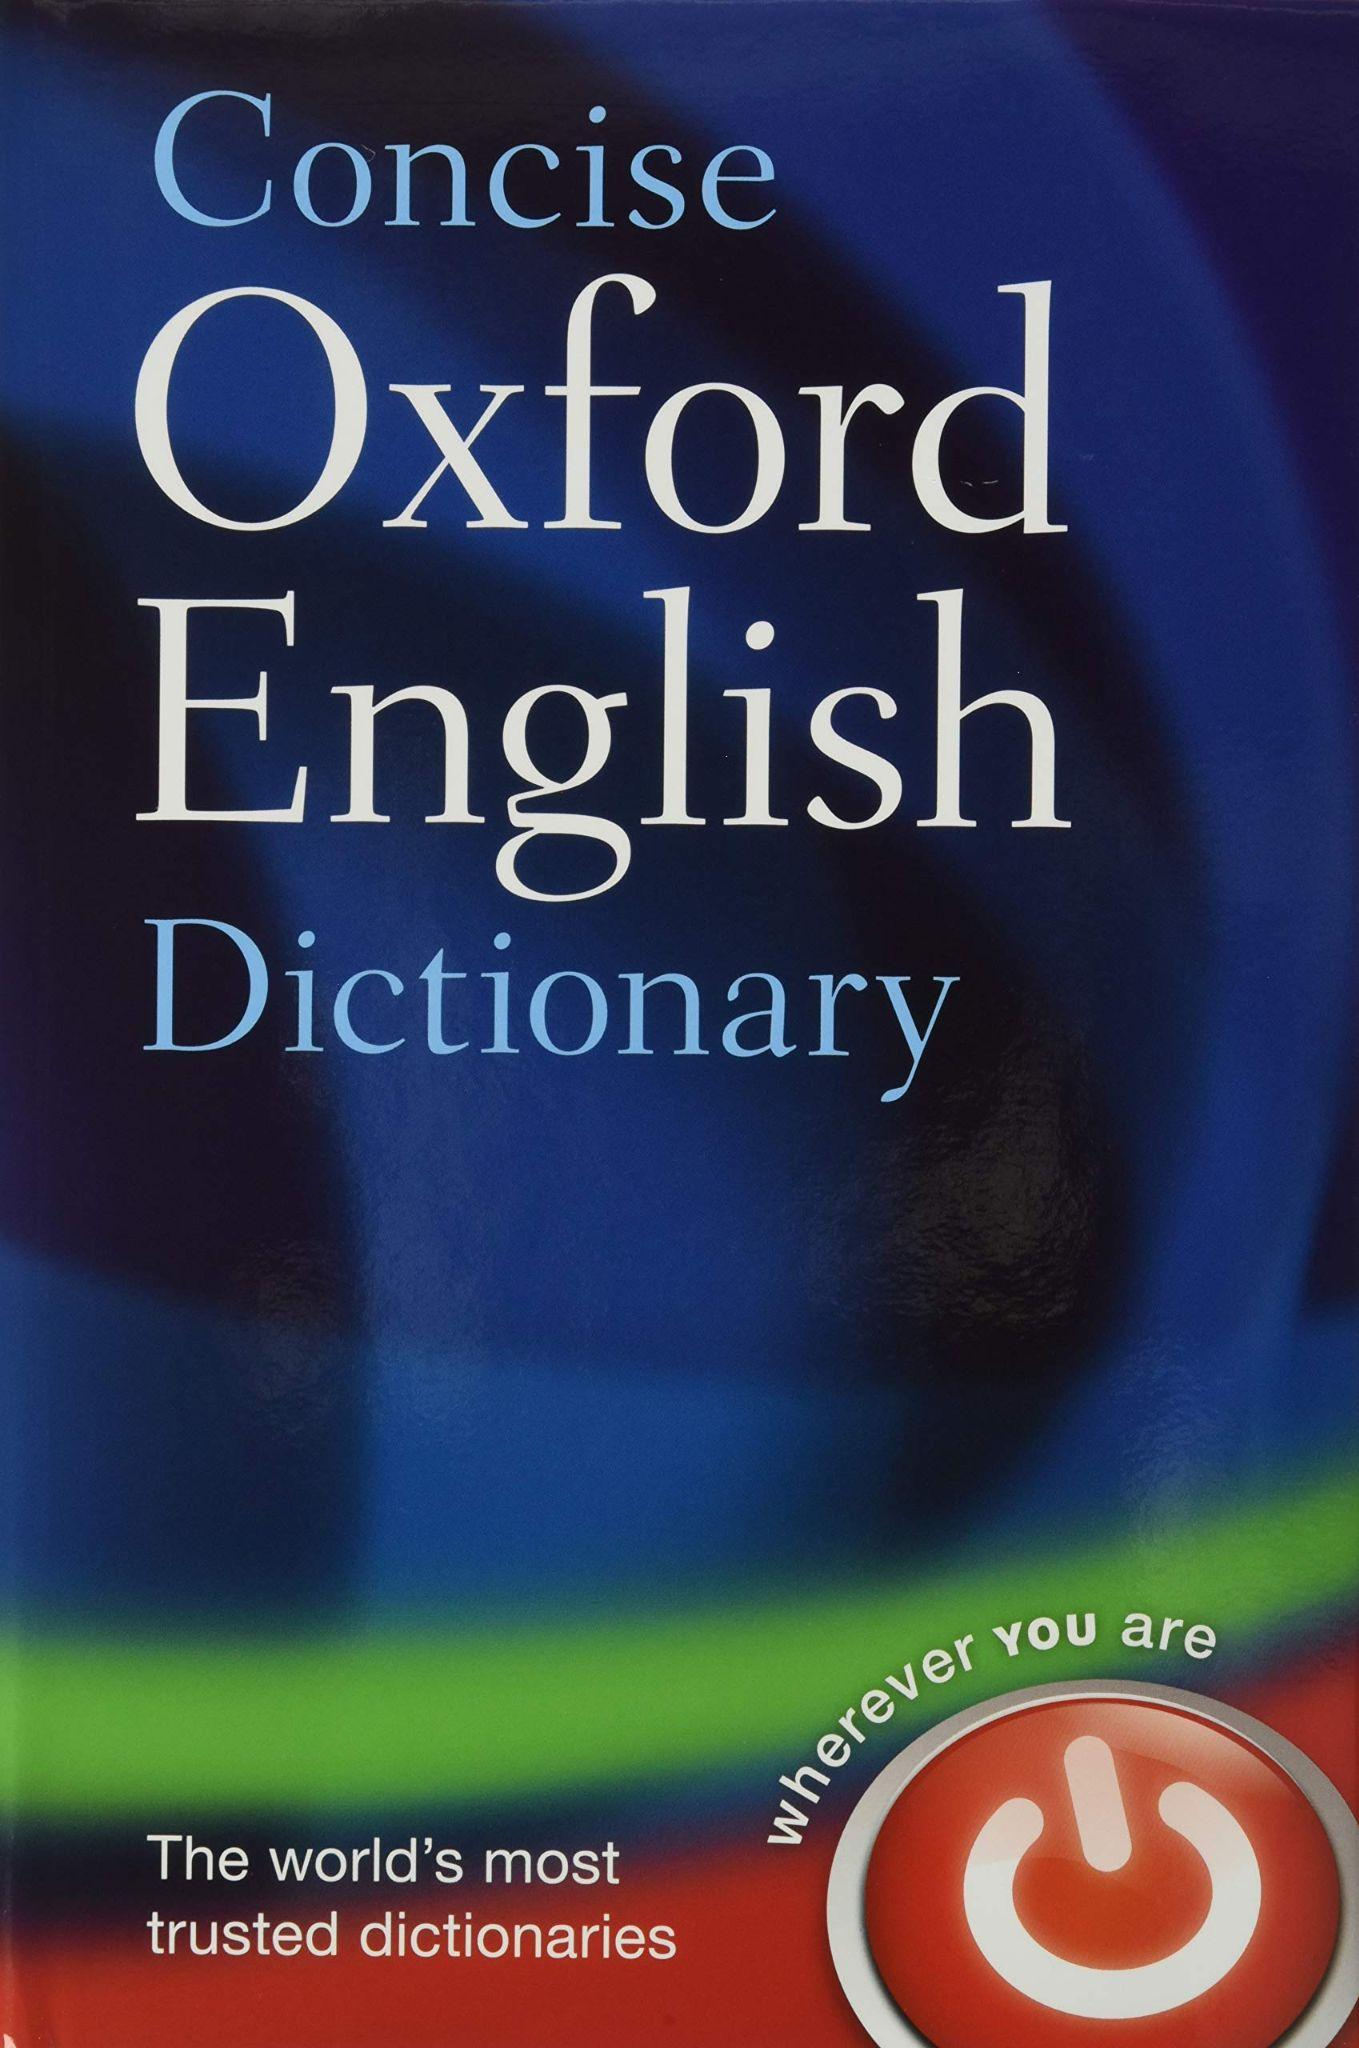 Concise
Oxford
English
Dictionary
wherever YOU are
The world's most
trusted dictionaries